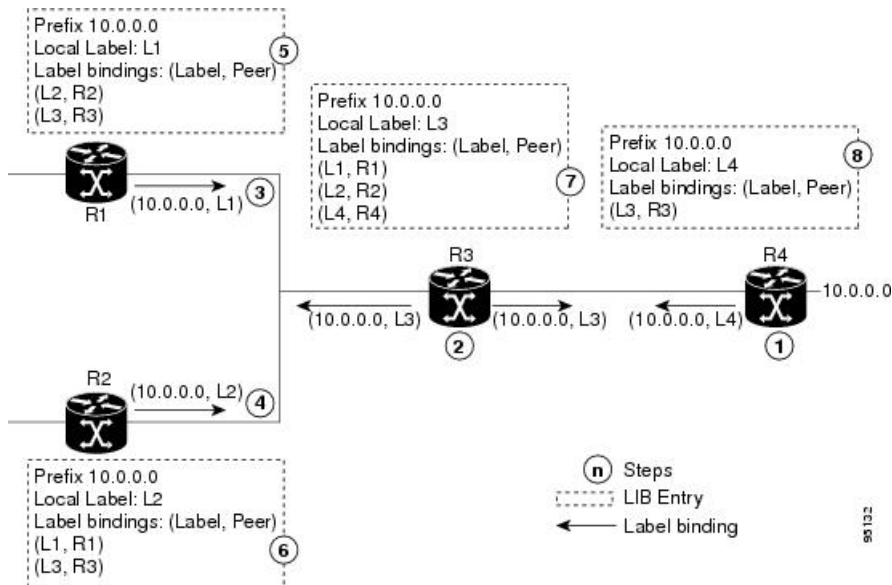 Prefix 10.0.0.0
Local Label: L1
Label bindings: (Label, Peer)
(L2, R2)
(L3, R3)
5
R1
(10.0.0.0, L1)
3
Prefix 10.0.0.0
Local Label: L3
Label bindings: (Label, Peer)
(L1, R1)
(L2, R2)
(L4, R4)
7
Prefix 10.0.0.0
Local Label: L4
Label bindings: (Label, Peer)
(L3, R3)
8
R3
(10.0.0.0, L3)
(10.0.0.0, L3)
2
R4
10.0.0.0
(10.0.0.0, L4)
1
R2
(10.0.0.0, L2)
4
Prefix 10.0.0.0
Local Label: L2
Label bindings: (Label, Peer)
(L1, R1)
(L3, R3)
6
n Steps
LIB Entry
Label binding
95132